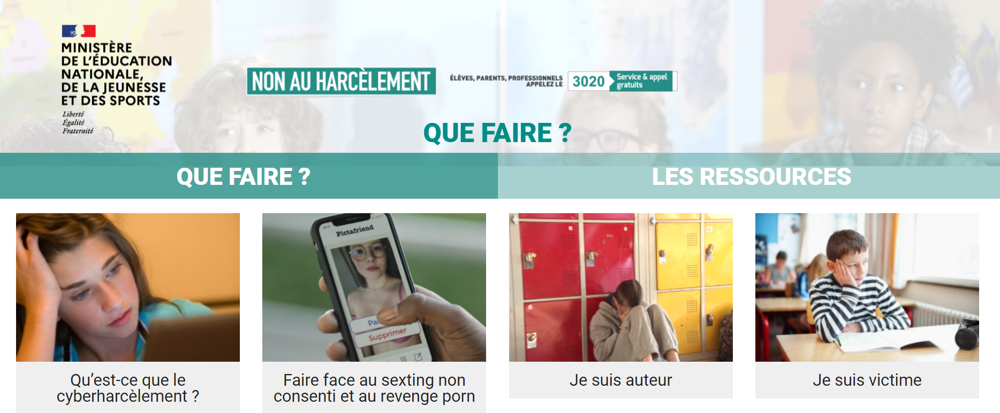 MINISTÈRE
DE L'ÉDUCATION
NATIONALE,
DE LA JEUNESSE
ET DES SPORTS
Liberté
Égalité
Fraternité
NON AU HARCÈLEMENT
ÉLÈVES, PARENTS, PROFESSIONNELS
APPELEZ LE
3020
Service & appel
gratuits
QUE FAIRE ?
QUE FAIRE ?
LES RESSOURCES
Pictafriend
Supprimer
Qu’est-ce que le
cyberharcèlement ?
Faire face au sexting non
consenti et au revenge porn
Je suis auteur
Je suis victime